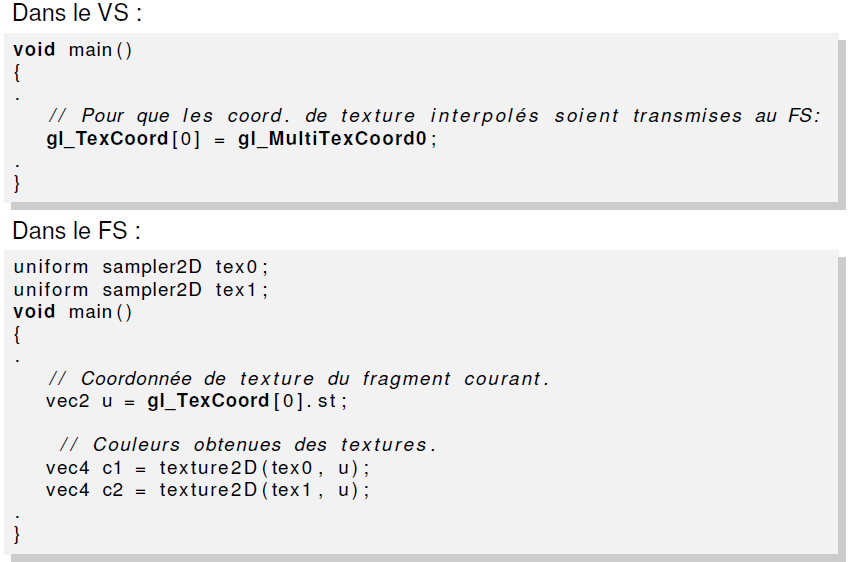 Dans le VS :
void main()
{
.
// Pour que les coord. de texture interpolés soient transmises au FS:
gl_TexCoord[0] = gl_MultiTexCoord0;
.
}
Dans le FS :
uniform sampler2D tex0;
uniform sampler2D tex1;
void main()
{
.
// Coordonnée de texture du fragment courant.
vec2 u = gl_TexCoord[0].st;
// Couleurs obtenues des textures.
vec4 c1 = texture2D(tex0, u);
vec4 c2 = texture2D(tex1, u);
.
}